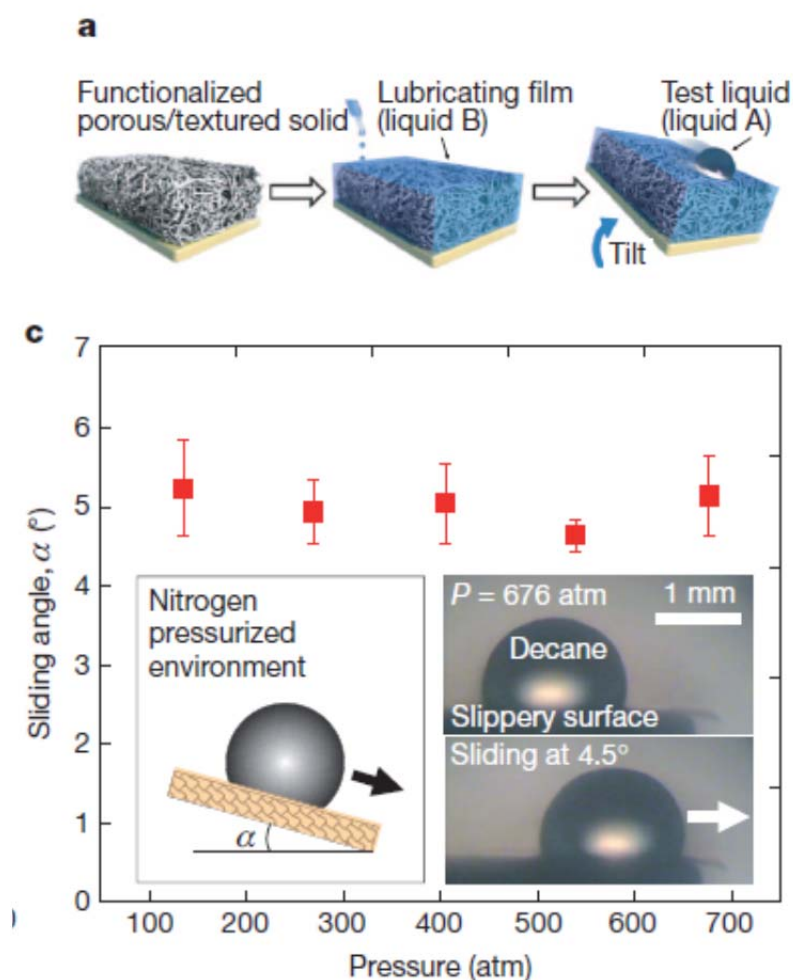 a
Functionalized
porous/textured solid
Lubricating film
(liquid B)
Test liquid
(liquid A)
Tilt
c
7
6
5
4
3
2
1
0
Sliding angle, α (°)
Nitrogen
pressurized
environment
α
P = 676 atm
1 mm
Decane
Slippery surface
Sliding at 4.5°
100 200 300 400 500 600 700
Pressure (atm)